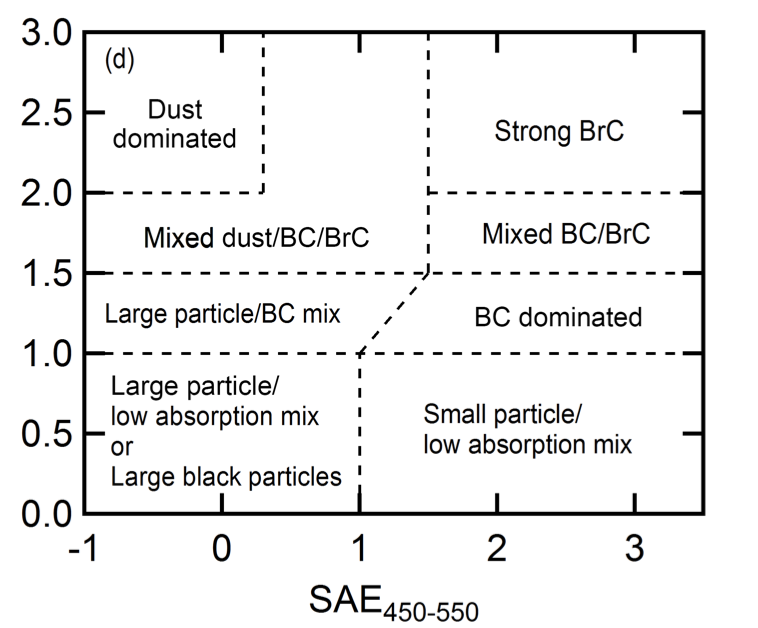 3.0
(d)
Dust
dominated
2.5
Strong BrC
2.0
Mixed dust/BC/BrC
Mixed BC/BrC
1.5
Large particle/BC mix
BC dominated
1.0
Large particle/
low absorption mix
or
Large black particles
Small particle/
low absorption mix
0.5
0.0
-1 0 1 2 3
SAE450-550